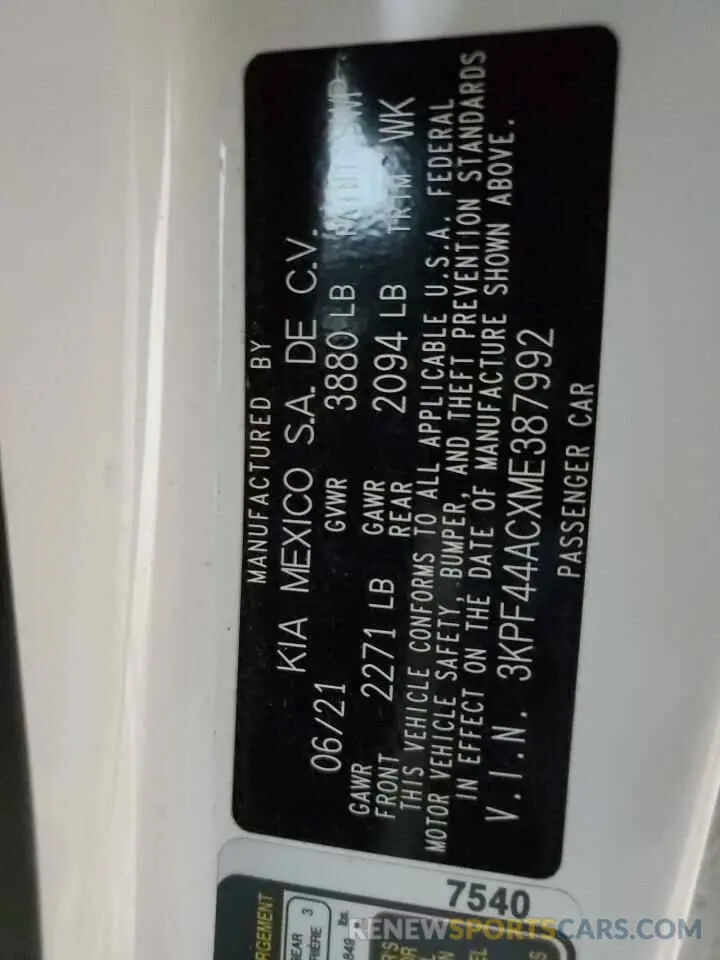 MANUFACTURED BY
KIA MEXICO S.A. DE C.V.
06/21 GVWR 3880 LB PAINT SWP
GAWR FRONT 2271 LB GAWR REAR 2094 LB TRIM WK
THIS VEHICLE CONFORMS TO ALL APPLICABLE U.S.A. FEDERAL
MOTOR VEHICLE SAFETY, BUMPER, AND THEFT PREVENTION STANDARDS
IN EFFECT ON THE DATE OF MANUFACTURE SHOWN ABOVE.
V.I.N. 3KPF44ACXME387992
PASSENGER CAR
7540
RENEWSPORTSCARS.COM